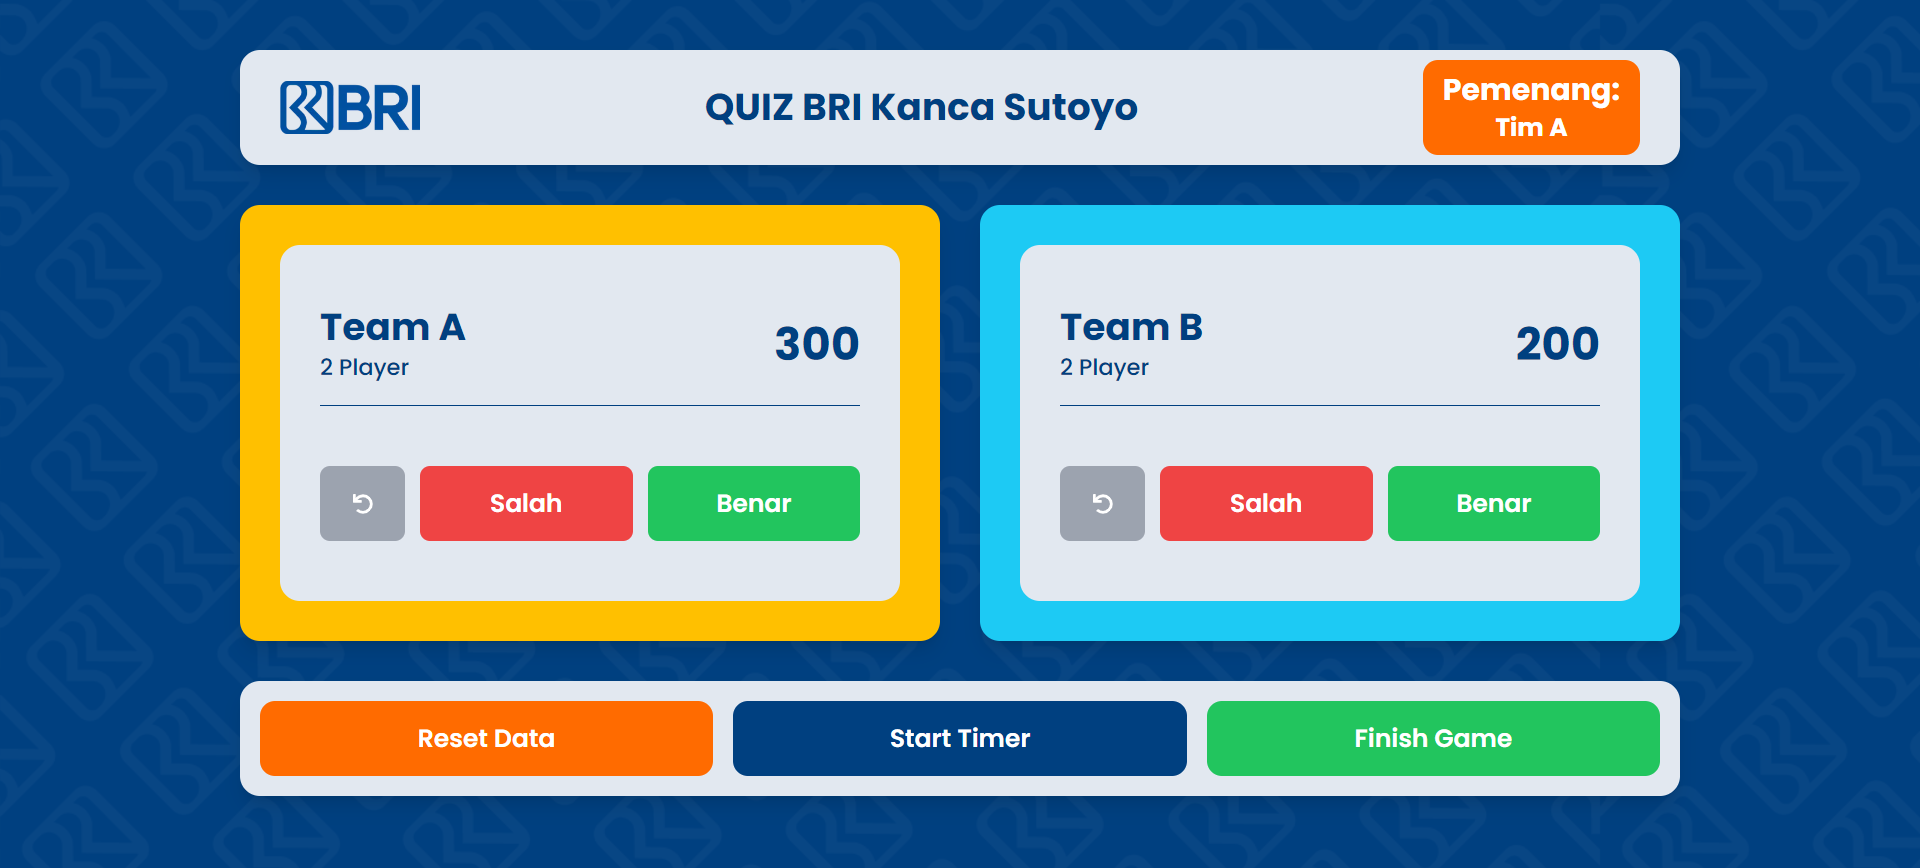 BRI
QUIZ BRI Kanca Sutoyo
Pemenang:
Tim A
Team A
2 Player
300
Salah
Benar
Team B
2 Player
200
Salah
Benar
Reset Data
Start Timer
Finish Game